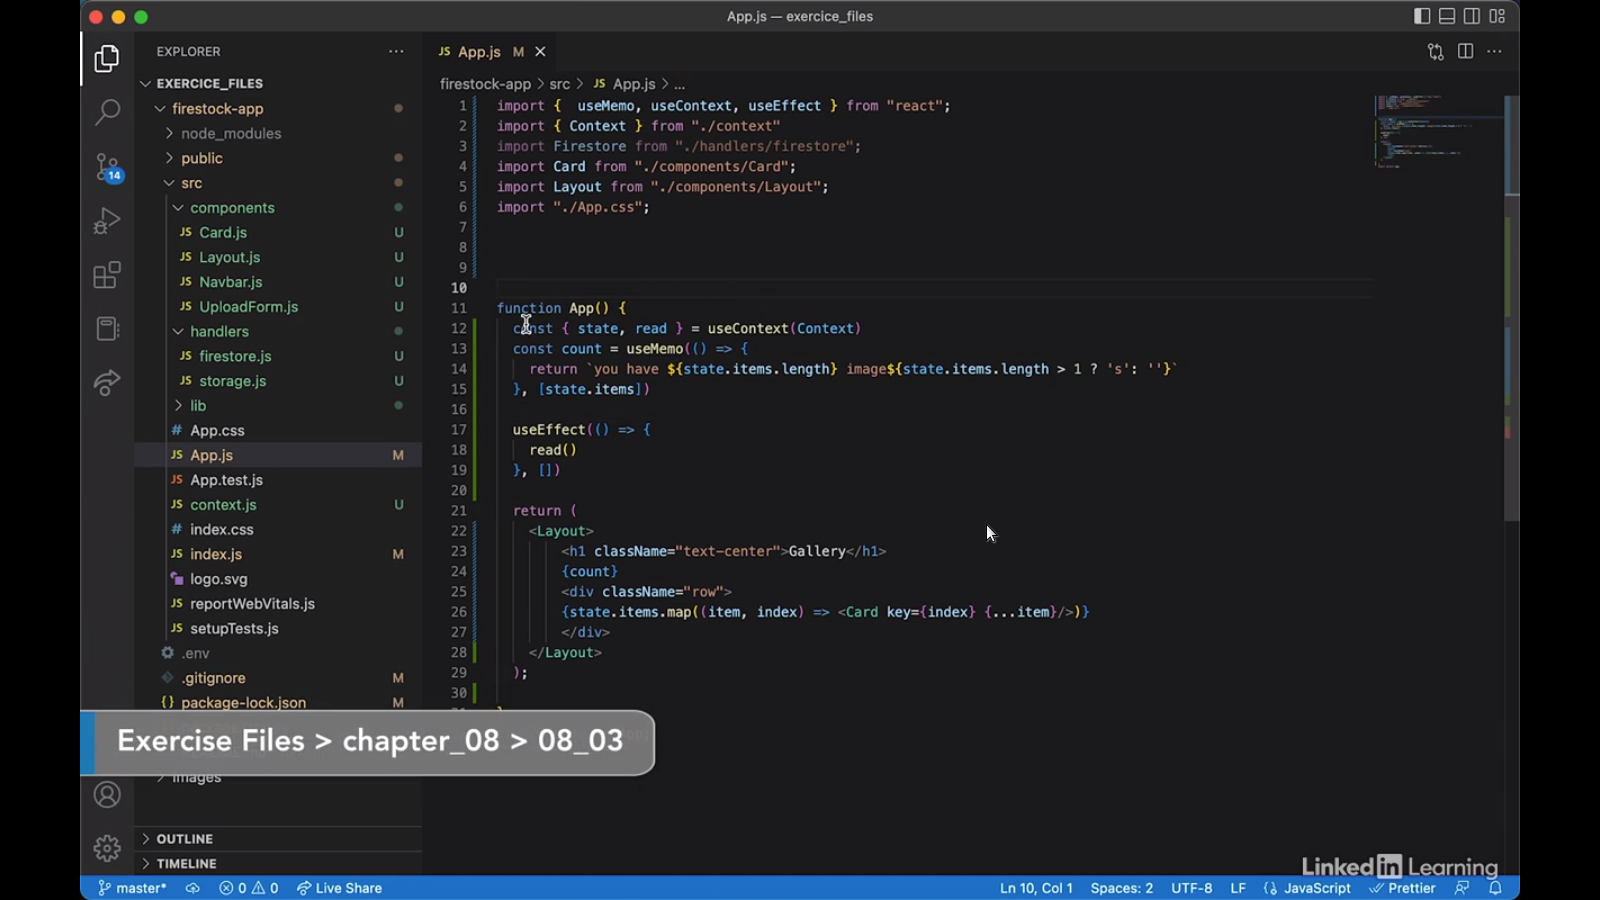 App.js — exercice_files
EXPLORER
EXERCICE_FILES
firestock-app
node_modules
public
src
components
JS Card.js U
JS Layout.js U
JS Navbar.js U
JS UploadForm.js U
handlers
JS firestore.js U
JS storage.js U
lib
# App.css
JS App.js M
JS App.test.js
JS context.js U
# index.css
JS index.js M
logo.svg
JS reportWebVitals.js
JS setupTests.js
.env
.gitignore M
{} package-lock.json M
images
OUTLINE
TIMELINE
14
JS App.js M
firestock-app > src > JS App.js > ...
1 import {  useMemo, useContext, useEffect } from "react";
2 import { Context } from "./context"
3 import Firestore from "./handlers/firestore";
4 import Card from "./components/Card";
5 import Layout from "./components/Layout";
6 import "./App.css";
7
8
9
10
11 function App() {
12 const { state, read } = useContext(Context)
13 const count = useMemo(() => {
14 return `you have ${state.items.length} image${state.items.length > 1 ? 's': ''}`
15 }, [state.items])
16
17 useEffect(() => {
18 read()
19 }, [])
20
21 return (
22 <Layout>
23 <h1 className="text-center">Gallery</h1>
24 {count}
25 <div className="row">
26 {state.items.map((item, index) => <Card key={index} {...item}/>)}
27 </div>
28 </Layout>
29 );
30
Exercise Files > chapter_08 > 08_03
LinkedIn Learning
master* 0 0 Live Share Ln 10, Col 1 Spaces: 2 UTF-8 LF {} JavaScript Prettier